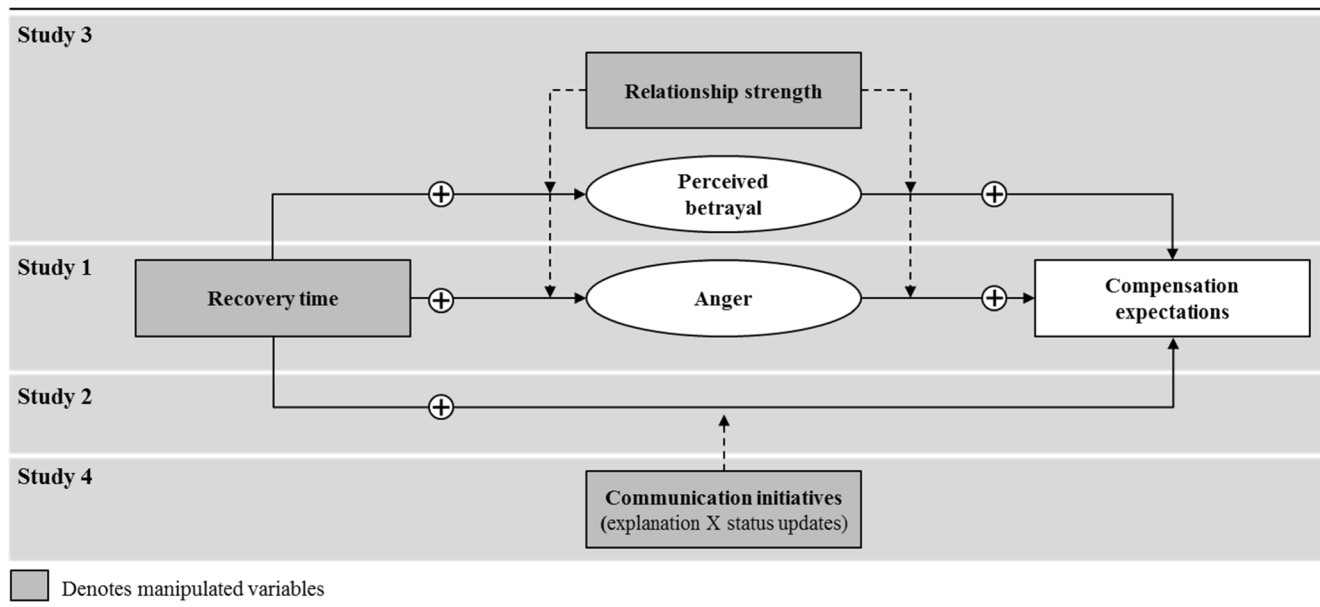 Study 3
Relationship strength
Perceived
betrayal
Study 1
Recovery time
Anger
Compensation
expectations
Study 2
Study 4
Communication initiatives
(explanation X status updates)
Denotes manipulated variables